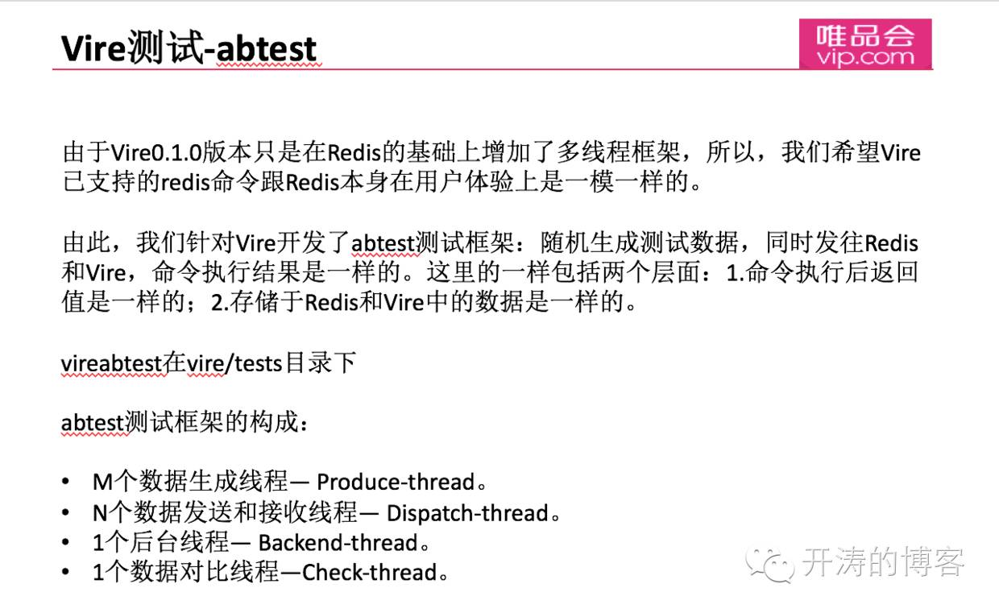 Vire测试-abtest
唯品会
vip.com
由于Vire0.1.0版本只是在Redis的基础上增加了多线程框架，所以，我们希望Vire
已支持的redis命令跟Redis本身在用户体验上是一模一样的。
由此，我们针对Vire开发了abtest测试框架：随机生成测试数据，同时发往Redis
和Vire，命令执行结果是一样的。这里的一样包括两个层面：1.命令执行后返回
值是一样的；2.存储于Redis和Vire中的数据是一样的。
vireabtest在vire/tests目录下
abtest测试框架的构成：
• M个数据生成线程— Produce-thread。
• N个数据发送和接收线程— Dispatch-thread。
• 1个后台线程— Backend-thread。
• 1个数据对比线程—Check-thread。
开涛的博客